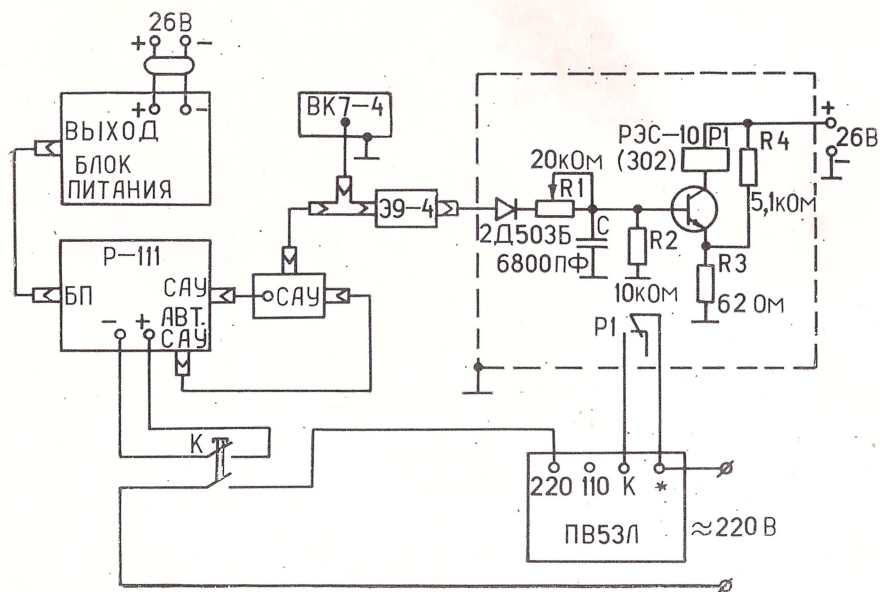 26В
+ -
+ -
ВЫХОД
БЛОК
ПИТАНИЯ
ВК7-4
Э9-4
Р-111
БП
САУ
- +
АВТ.
САУ
САУ
К
20кОм
R1
2Д503Б
С
6800ПФ
R2
10кОм
РЭС-10
(302)
Р1
R4
5,1кОм
R3
62 Ом
+
26В
-
Р1
220 110 К *
ПВ53Л
≈220 В